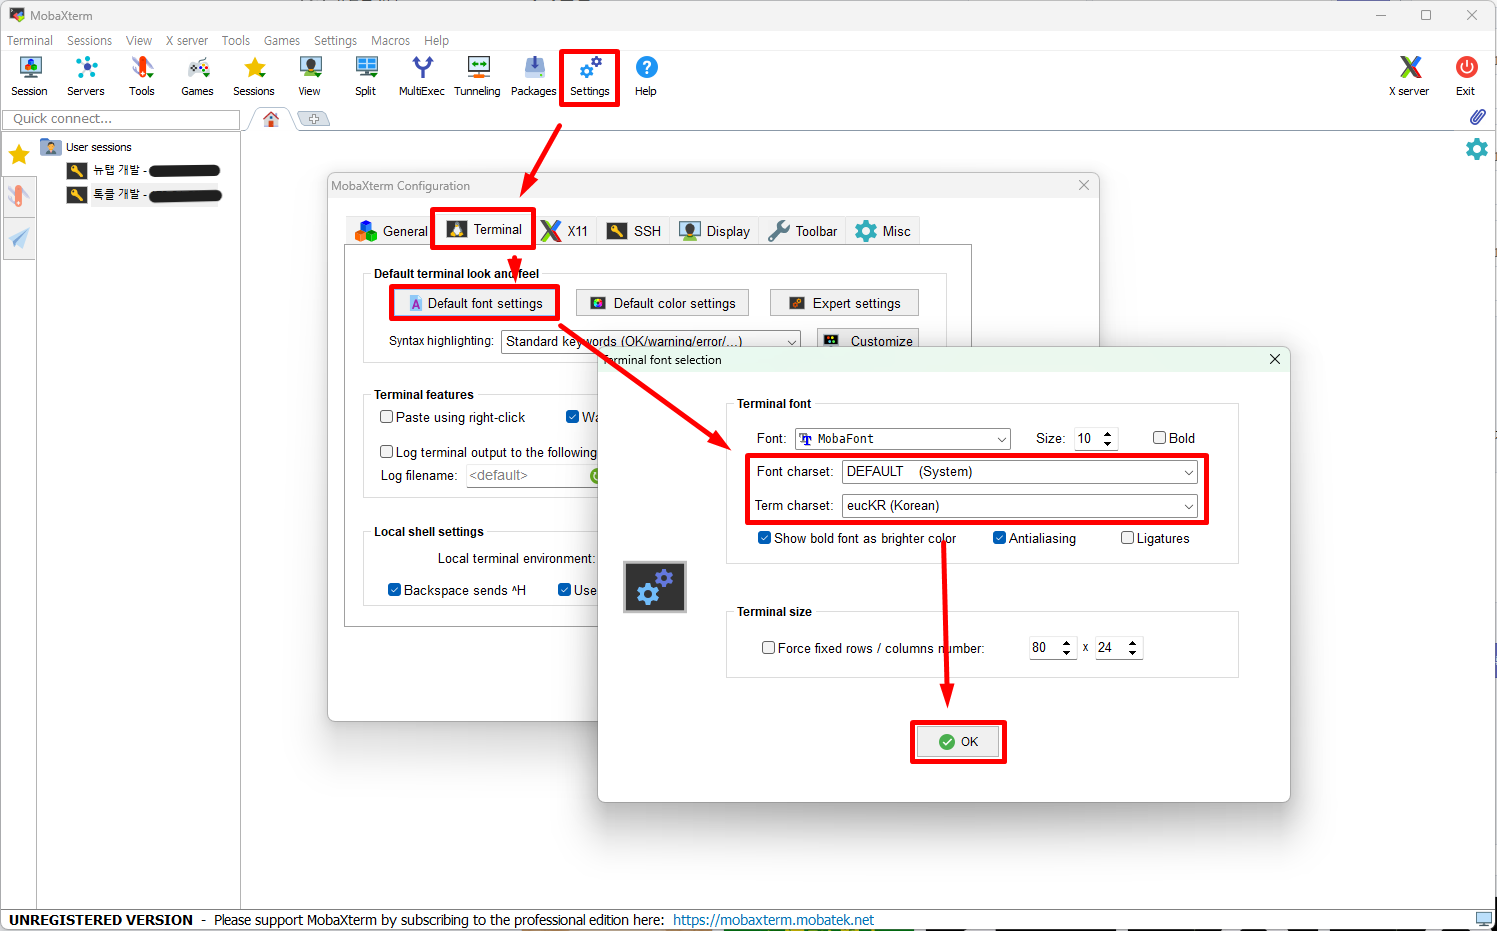 MobaXterm
Terminal Sessions View X server Tools Games Settings Macros Help
Session Servers Tools Games Sessions View Split MultiExec Tunneling Packages Settings Help X server Exit
Quick connect...
User sessions
뉴탭 개발 -
톡클 개발 -
MobaXterm Configuration
General Terminal X11 SSH Display Toolbar Misc
Default terminal look and feel
Default font settings Default color settings Expert settings
Syntax highlighting: Standard keywords (OK/warning/error/...) Customize
Terminal features
Paste using right-click
Log terminal output to the following
Log filename: <default>
Local shell settings
Local terminal environment:
Backspace sends ^H Use
Terminal font selection
Terminal font
Font: MobaFont Size: 10 Bold
Font charset: DEFAULT (System)
Term charset: eucKR (Korean)
Show bold font as brighter color Antialiasing Ligatures
Terminal size
Force fixed rows / columns number: 80 x 24
OK
UNREGISTERED VERSION - Please support MobaXterm by subscribing to the professional edition here: https://mobaxterm.mobatek.net